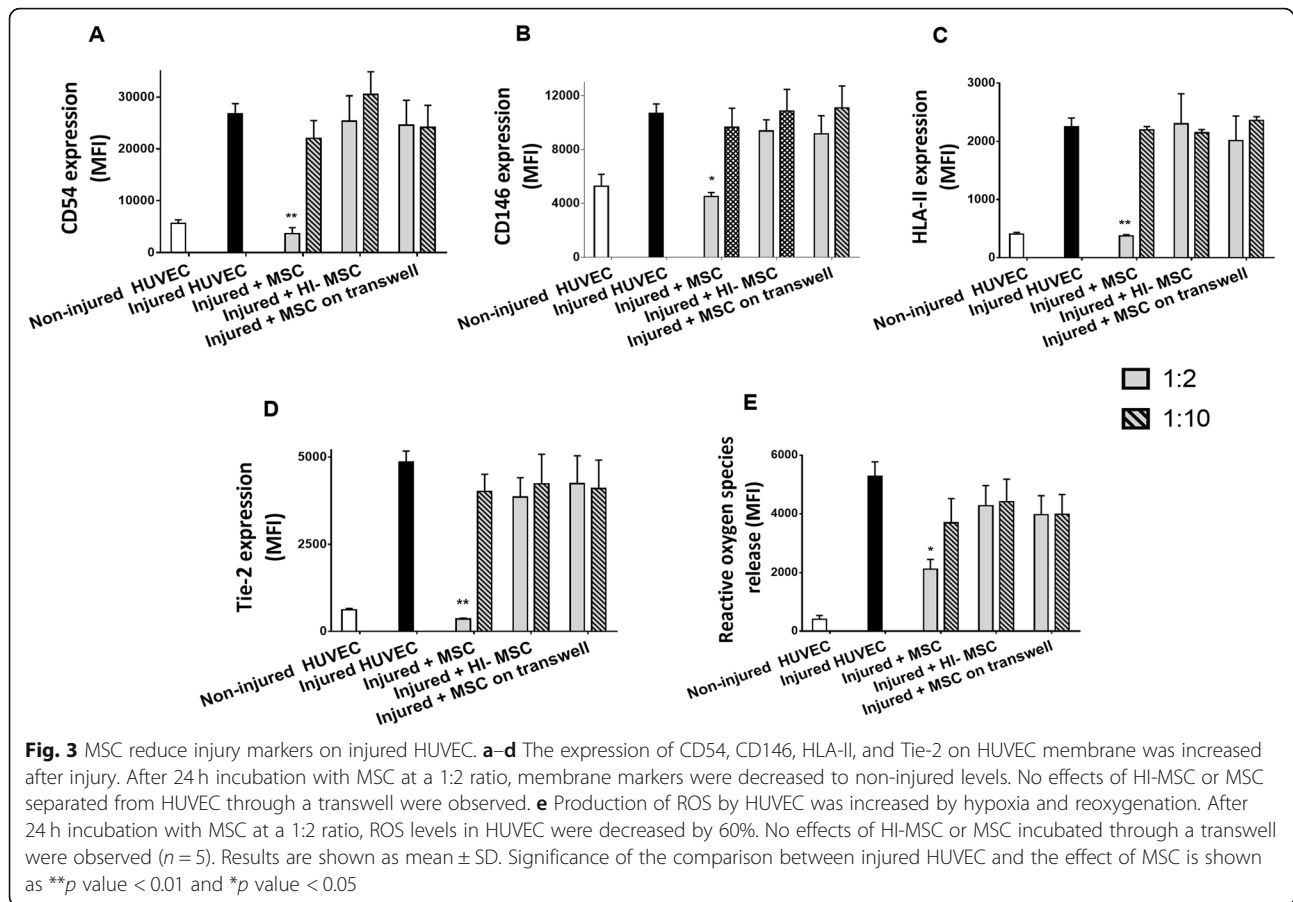 A
CD54 expression
(MFI)
30000
20000
10000
0
Non-injured HUVEC
Injured HUVEC
Injured + MSC
Injured + HI- MSC
Injured + MSC on transwell
**
B
CD146 expression
(MFI)
12000
8000
4000
0
Non-injured HUVEC
Injured HUVEC
Injured + MSC
Injured + HI- MSC
Injured + MSC on transwell
*
C
HLA-II expression
(MFI)
3000
2000
1000
0
Non-injured HUVEC
Injured HUVEC
Injured + MSC
Injured + HI- MSC
Injured + MSC on transwell
**
1:2
1:10
D
Tie-2 expression
(MFI)
5000
2500
0
Non-injured HUVEC
Injured HUVEC
Injured + MSC
Injured + HI- MSC
Injured + MSC on transwell
**
E
Reactive oxygen species
release (MFI)
6000
4000
2000
0
Non-injured HUVEC
Injured HUVEC
Injured + MSC
Injured + HI- MSC
Injured + MSC on transwell
*
Fig. 3 MSC reduce injury markers on injured HUVEC. a–d The expression of CD54, CD146, HLA-II, and Tie-2 on HUVEC membrane was increased
after injury. After 24 h incubation with MSC at a 1:2 ratio, membrane markers were decreased to non-injured levels. No effects of HI-MSC or MSC
separated from HUVEC through a transwell were observed. e Production of ROS by HUVEC was increased by hypoxia and reoxygenation. After
24 h incubation with MSC at a 1:2 ratio, ROS levels in HUVEC were decreased by 60%. No effects of HI-MSC or MSC incubated through a transwell
were observed (n = 5). Results are shown as mean ± SD. Significance of the comparison between injured HUVEC and the effect of MSC is shown
as **p value < 0.01 and *p value < 0.05